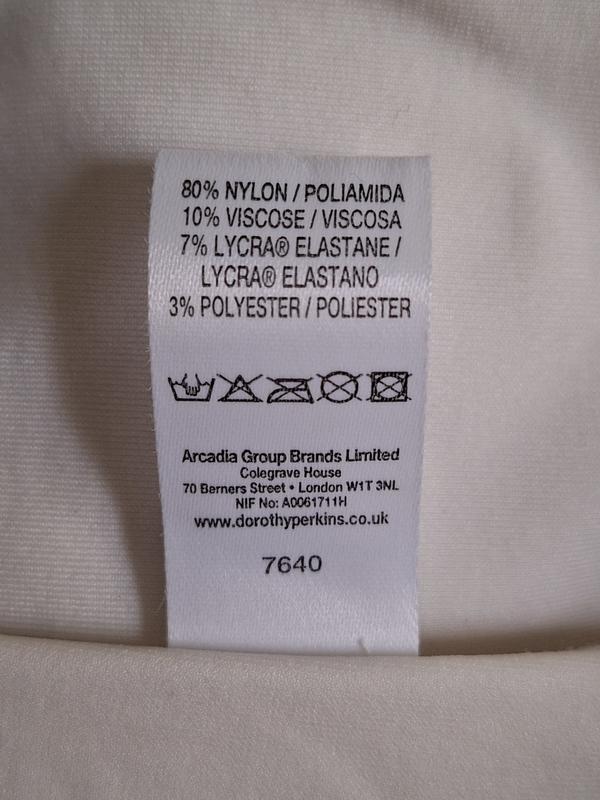 80% NYLON / POLIAMIDA
10% VISCOSE / VISCOSA
7% LYCRA® ELASTANE /
LYCRA® ELASTANO
3% POLYESTER / POLIESTER
Arcadia Group Brands Limited
Colegrave House
70 Berners Street • London W1T 3NL
NIF No: A0061711H
www.dorothyperkins.co.uk
7640